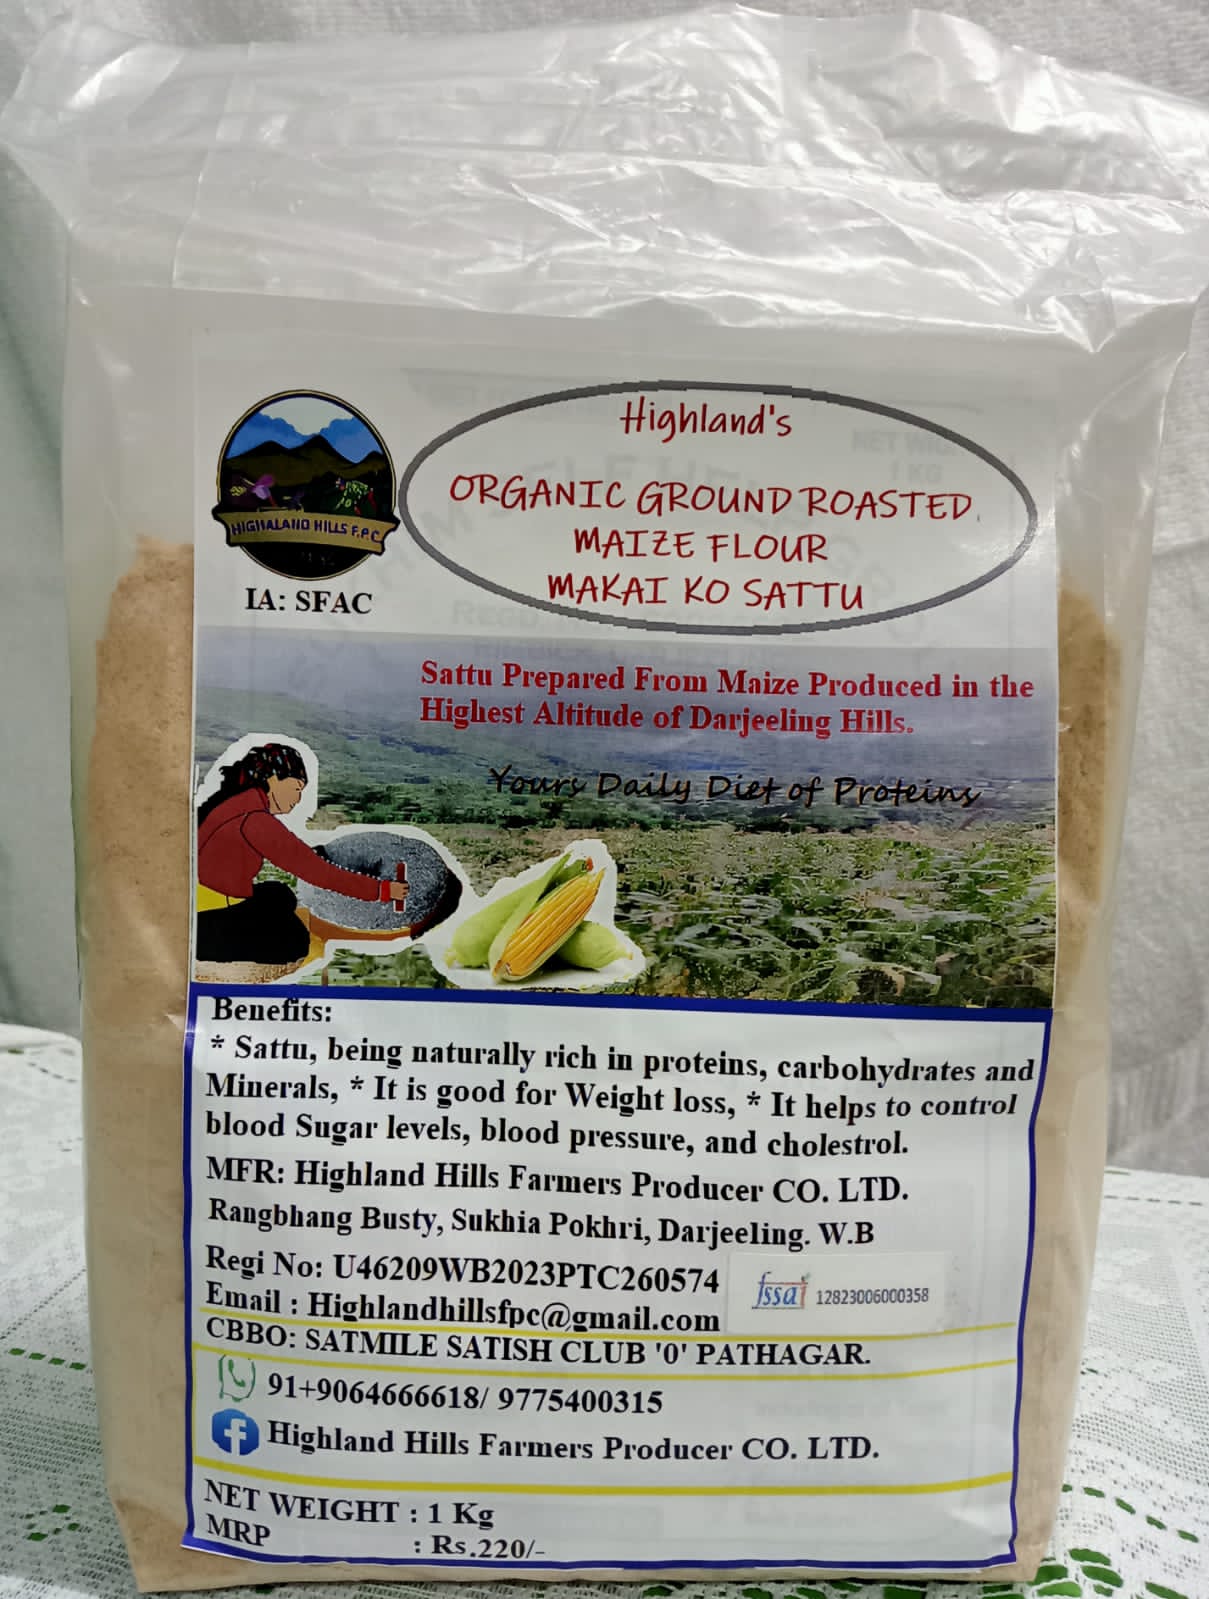 Highland's
ORGANIC GROUND ROASTED
MAIZE FLOUR
MAKAI KO SATTU
HIGHALAND HILLS F.P.C
IA: SFAC
Sattu Prepared From Maize Produced in the
Highest Altitude of Darjeeling Hills.
Yours Daily Diet of Proteins
Benefits:
* Sattu, being naturally rich in proteins, carbohydrates and
Minerals, * It is good for Weight loss, * It helps to control
blood Sugar levels, blood pressure, and cholestrol.
MFR: Highland Hills Farmers Producer CO. LTD.
Rangbhang Busty, Sukhia Pokhri, Darjeeling. W.B
Regi No: U46209WB2023PTC260574
fssai 12823006000358
Email : Highlandhillsfpc@gmail.com
CBBO: SATMILE SATISH CLUB '0' PATHAGAR.
91+9064666618/ 9775400315
f Highland Hills Farmers Producer CO. LTD.
NET WEIGHT : 1 Kg
MRP : Rs.220/-